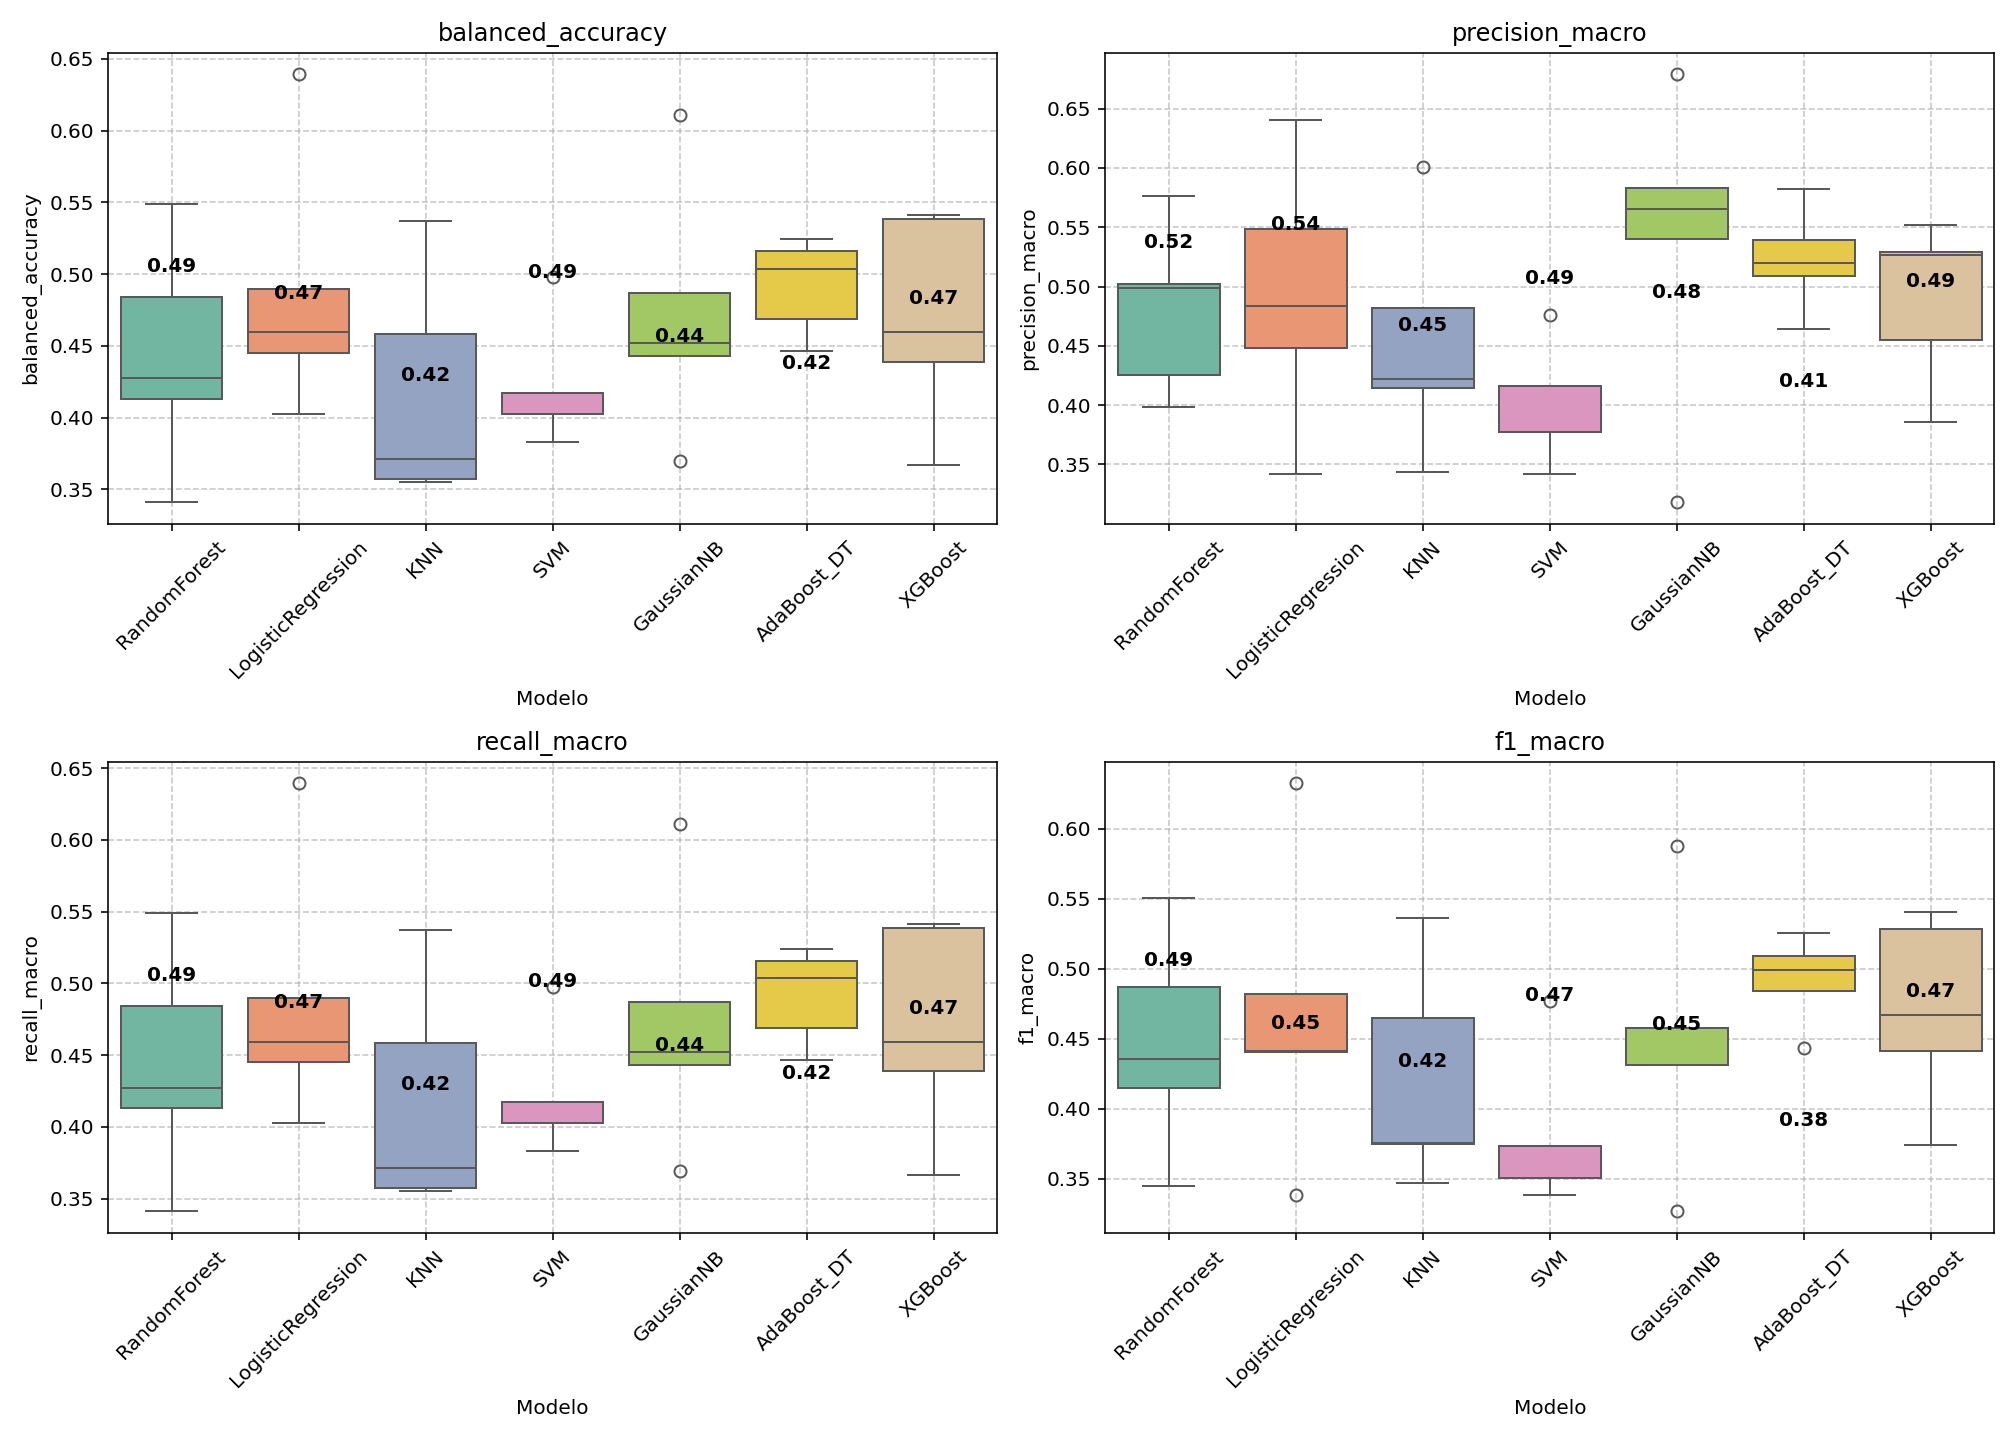 balanced_accuracy
balanced_accuracy
0.65
0.60
0.55
0.50
0.45
0.40
0.35
0.49
0.47
0.42
0.49
0.44
0.42
0.47
RandomForest
LogisticRegression
KNN
SVM
GaussianNB
AdaBoost_DT
XGBoost
Modelo
precision_macro
precision_macro
0.65
0.60
0.55
0.50
0.45
0.40
0.35
0.52
0.54
0.45
0.49
0.48
0.41
0.49
RandomForest
LogisticRegression
KNN
SVM
GaussianNB
AdaBoost_DT
XGBoost
Modelo
recall_macro
recall_macro
0.65
0.60
0.55
0.50
0.45
0.40
0.35
0.49
0.47
0.42
0.49
0.44
0.42
0.47
RandomForest
LogisticRegression
KNN
SVM
GaussianNB
AdaBoost_DT
XGBoost
Modelo
f1_macro
f1_macro
0.60
0.55
0.50
0.45
0.40
0.35
0.49
0.45
0.42
0.47
0.45
0.38
0.47
RandomForest
LogisticRegression
KNN
SVM
GaussianNB
AdaBoost_DT
XGBoost
Modelo